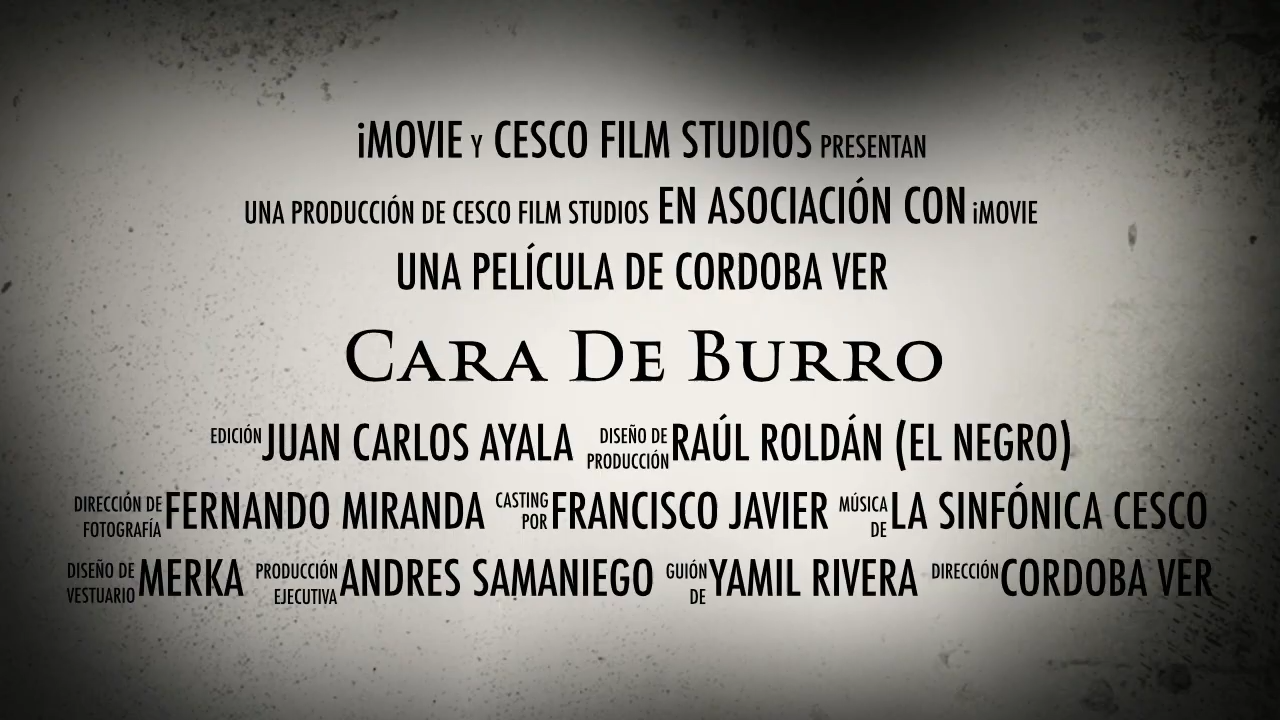 iMOVIE Y CESCO FILM STUDIOS PRESENTAN
UNA PRODUCCIÓN DE CESCO FILM STUDIOS EN ASOCIACIÓN CON iMOVIE
UNA PELÍCULA DE CORDOBA VER
CARA DE BURRO
EDICIÓN JUAN CARLOS AYALA DISEÑO DE PRODUCCIÓN RAÚL ROLDÁN (EL NEGRO)
DIRECCIÓN DE FOTOGRAFÍA FERNANDO MIRANDA CASTING POR FRANCISCO JAVIER MÚSICA DE LA SINFÓNICA CESCO
DISEÑO DE VESTUARIO MERKA PRODUCCIÓN EJECUTIVA ANDRES SAMANIEGO GUIÓN DE YAMIL RIVERA DIRECCIÓN CORDOBA VER